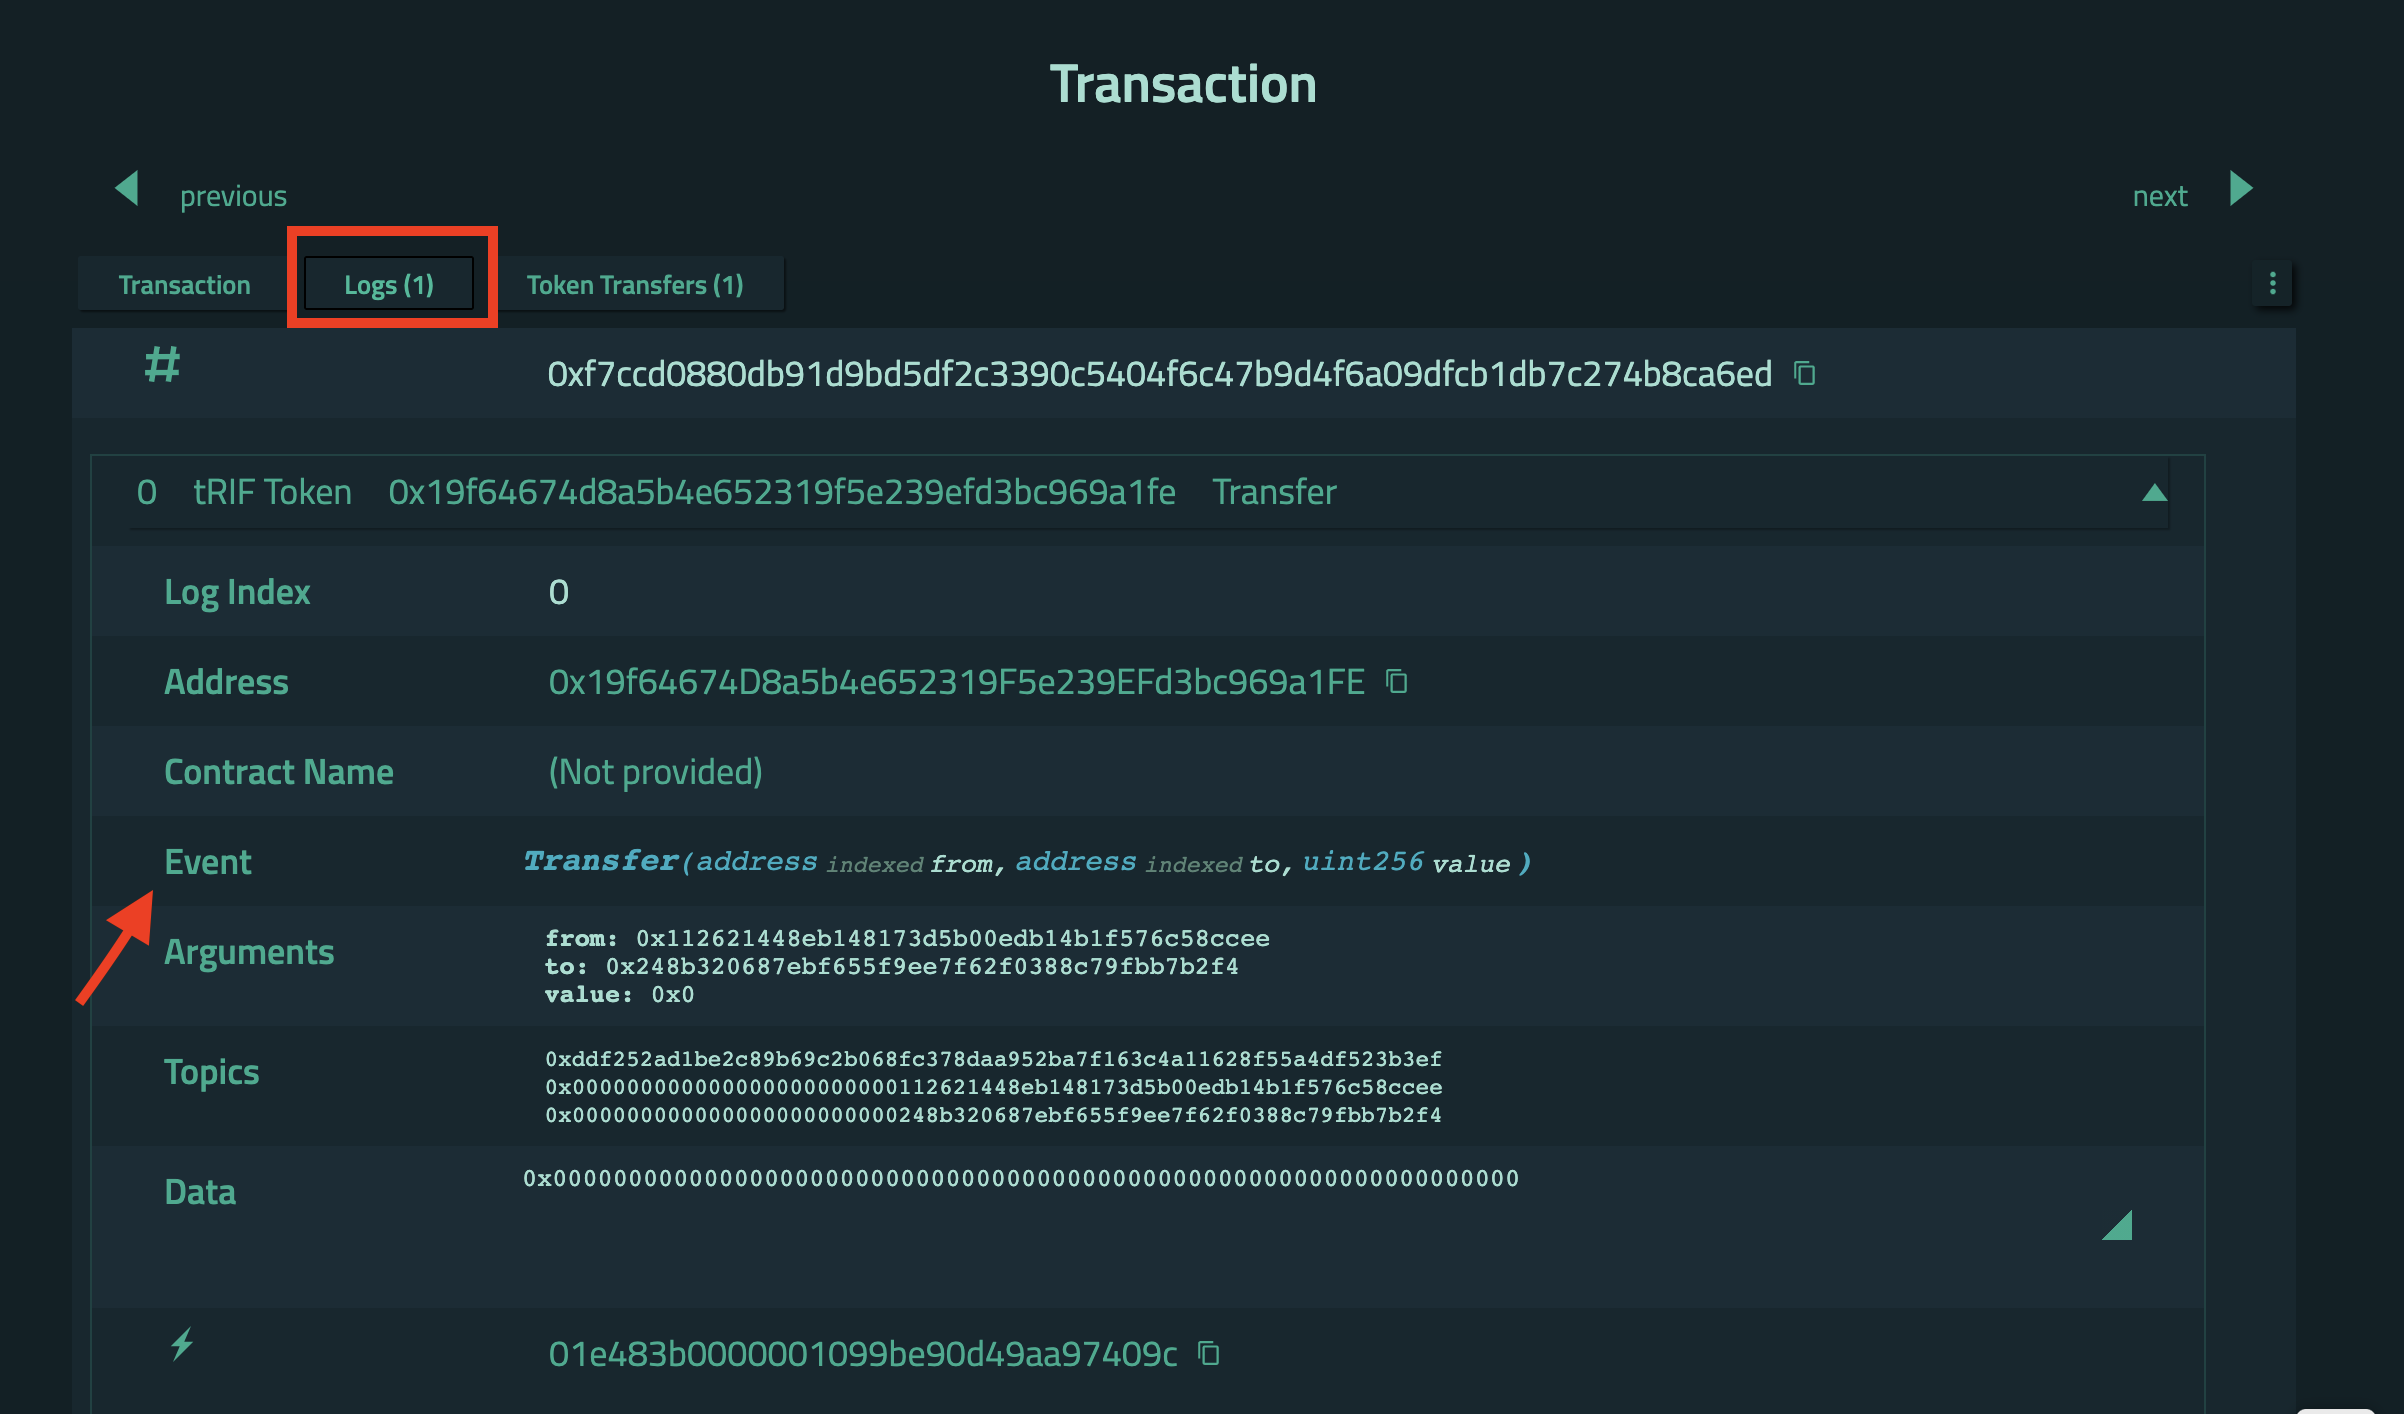 Transaction
previous
next
Transaction
Logs (1)
Token Transfers (1)
0xf7ccd0880db91d9bd5df2c3390c5404f6c47b9d4f6a09dfcb1db7c274b8ca6ed
0 tRIF Token 0x19f64674d8a5b4e652319f5e239efd3bc969a1fe Transfer
Log Index 0
Address 0x19f64674D8a5b4e652319F5e239EFd3bc969a1FE
Contract Name (Not provided)
Event Transfer(address indexed from, address indexed to, uint256 value )
Arguments
from: 0x112621448eb148173d5b00edb14b1f576c58ccee
to: 0x248b320687ebf655f9ee7f62f0388c79fbb7b2f4
value: 0x0
Topics
0xddf252ad1be2c89b69c2b068fc378daa952ba7f163c4a11628f55a4df523b3ef
0x000000000000000000000000112621448eb148173d5b00edb14b1f576c58ccee
0x000000000000000000000000248b320687ebf655f9ee7f62f0388c79fbb7b2f4
Data 0x0000000000000000000000000000000000000000000000000000000000000000
01e483b0000001099be90d49aa97409c